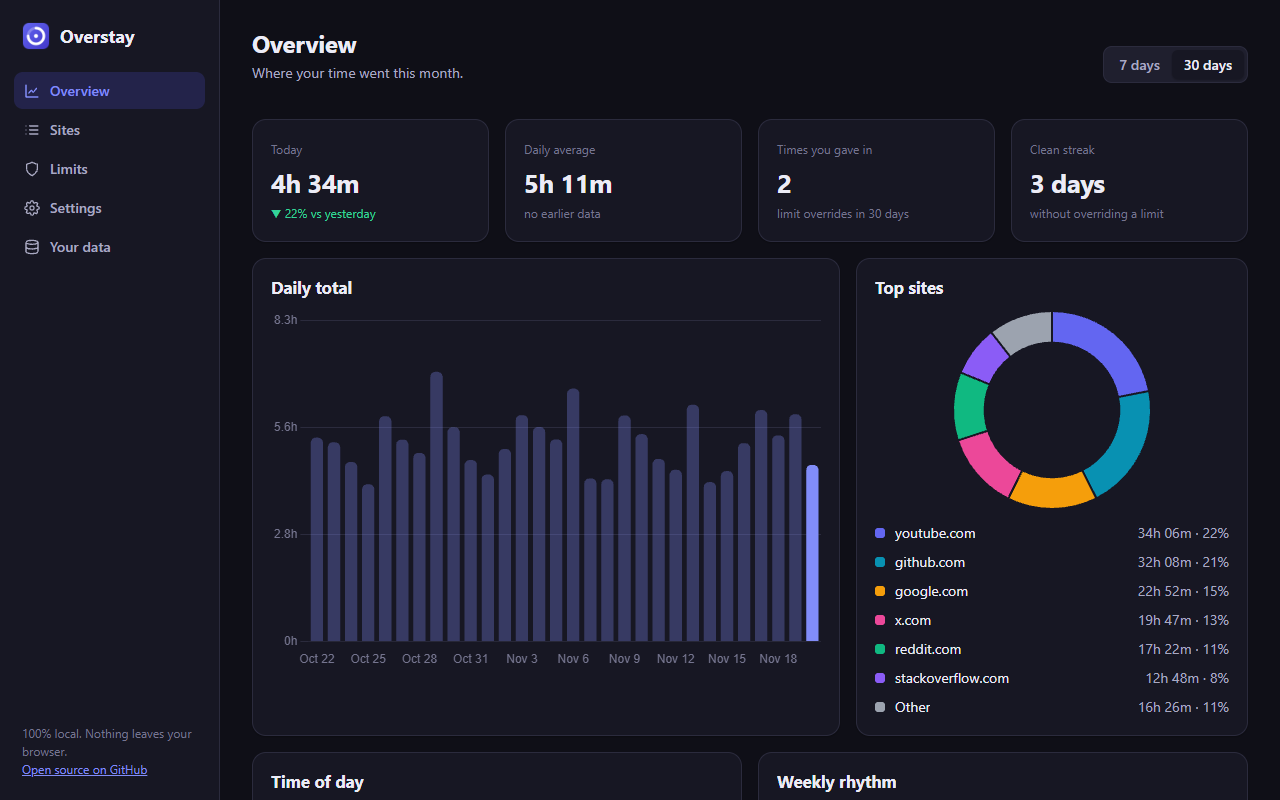 Overstay
Overview
Sites
Limits
Settings
Your data
100% local. Nothing leaves your
browser.
Open source on GitHub
Overview
Where your time went this month.
7 days
30 days
Today
4h 34m
▼ 22% vs yesterday
Daily average
5h 11m
no earlier data
Times you gave in
2
limit overrides in 30 days
Clean streak
3 days
without overriding a limit
Daily total
8.3h
5.6h
2.8h
0h
Oct 22 Oct 25 Oct 28 Oct 31 Nov 3 Nov 6 Nov 9 Nov 12 Nov 15 Nov 18
Top sites
youtube.com 34h 06m · 22%
github.com 32h 08m · 21%
google.com 22h 52m · 15%
x.com 19h 47m · 13%
reddit.com 17h 22m · 11%
stackoverflow.com 12h 48m · 8%
Other 16h 26m · 11%
Time of day
Weekly rhythm